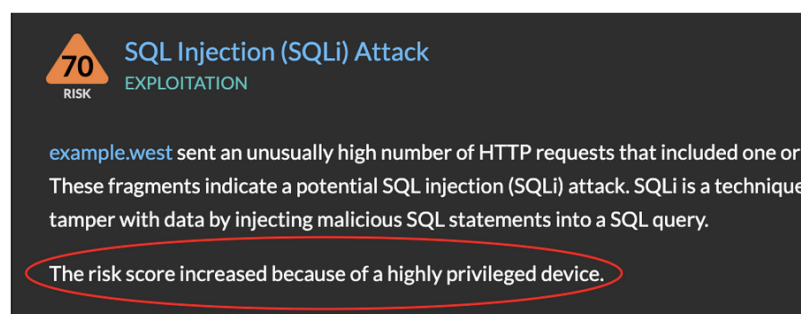 70
RISK
SQL Injection (SQLi) Attack
EXPLOITATION
example.west sent an unusually high number of HTTP requests that included one or
These fragments indicate a potential SQL injection (SQLi) attack. SQLi is a technique
tamper with data by injecting malicious SQL statements into a SQL query.
The risk score increased because of a highly privileged device.